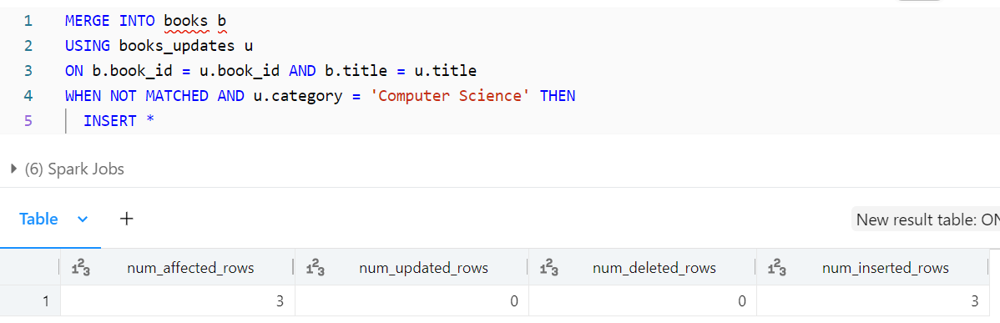 1 MERGE INTO books b
2 USING books_updates u
3 ON b.book_id = u.book_id AND b.title = u.title
4 WHEN NOT MATCHED AND u.category = 'Computer Science' THEN
5 INSERT *
(6) Spark Jobs
Table + New result table: ON
123 num_affected_rows 123 num_updated_rows 123 num_deleted_rows 123 num_inserted_rows
1 3 0 0 3